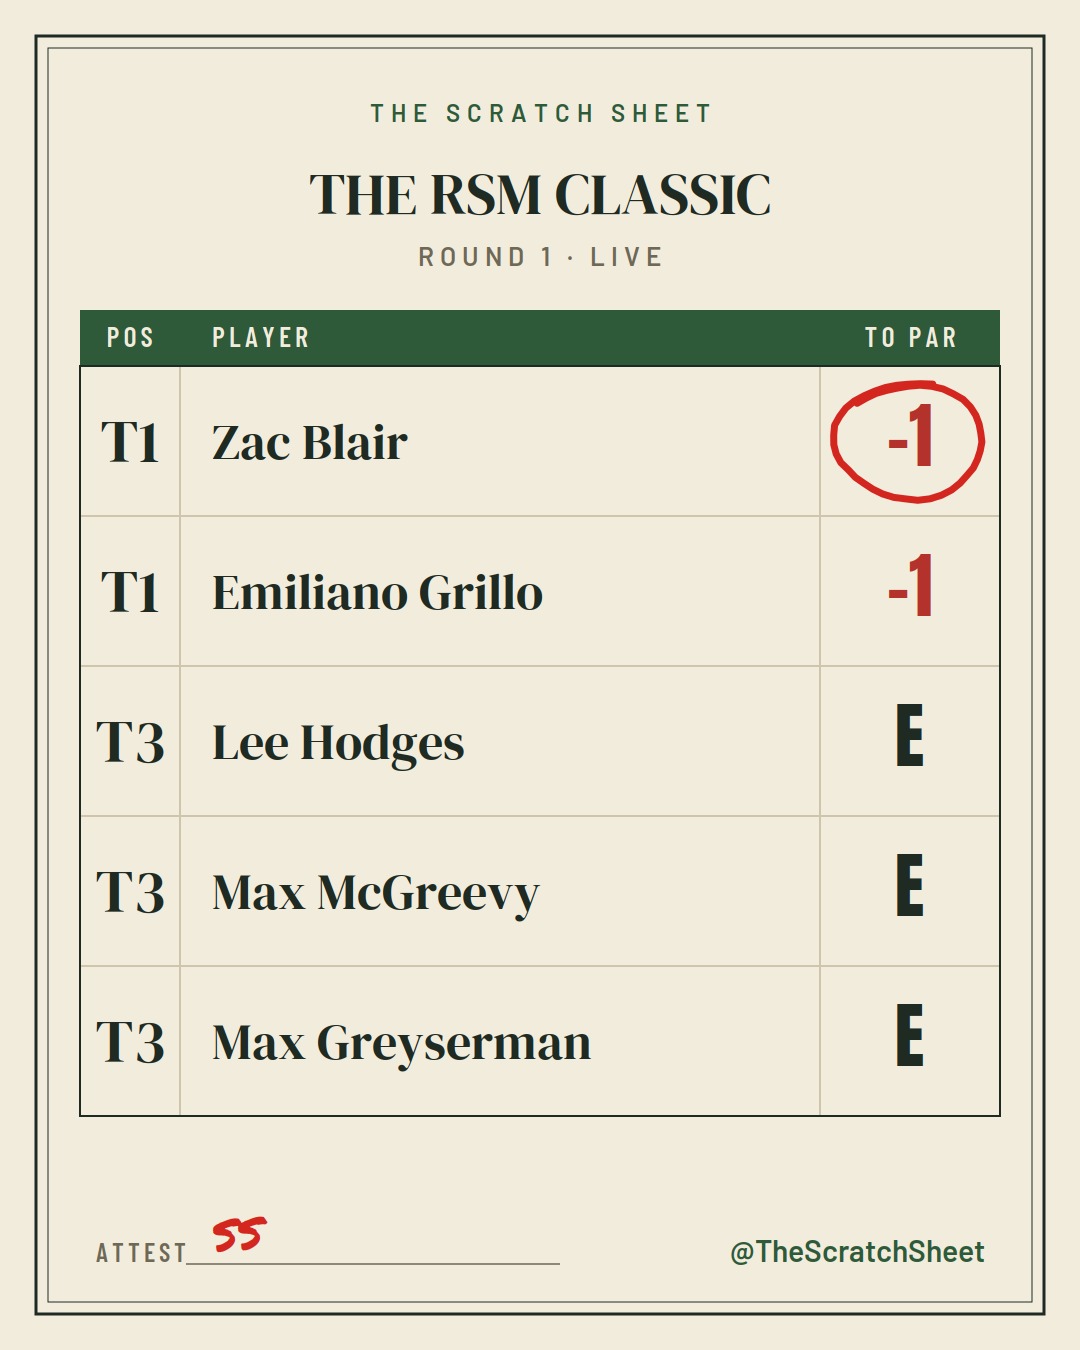 THE SCRATCH SHEET
THE RSM CLASSIC
ROUND 1 · LIVE
POS PLAYER TO PAR
T1 Zac Blair -1
T1 Emiliano Grillo -1
T3 Lee Hodges E
T3 Max McGreevy E
T3 Max Greyserman E
ATTEST SS @TheScratchSheet